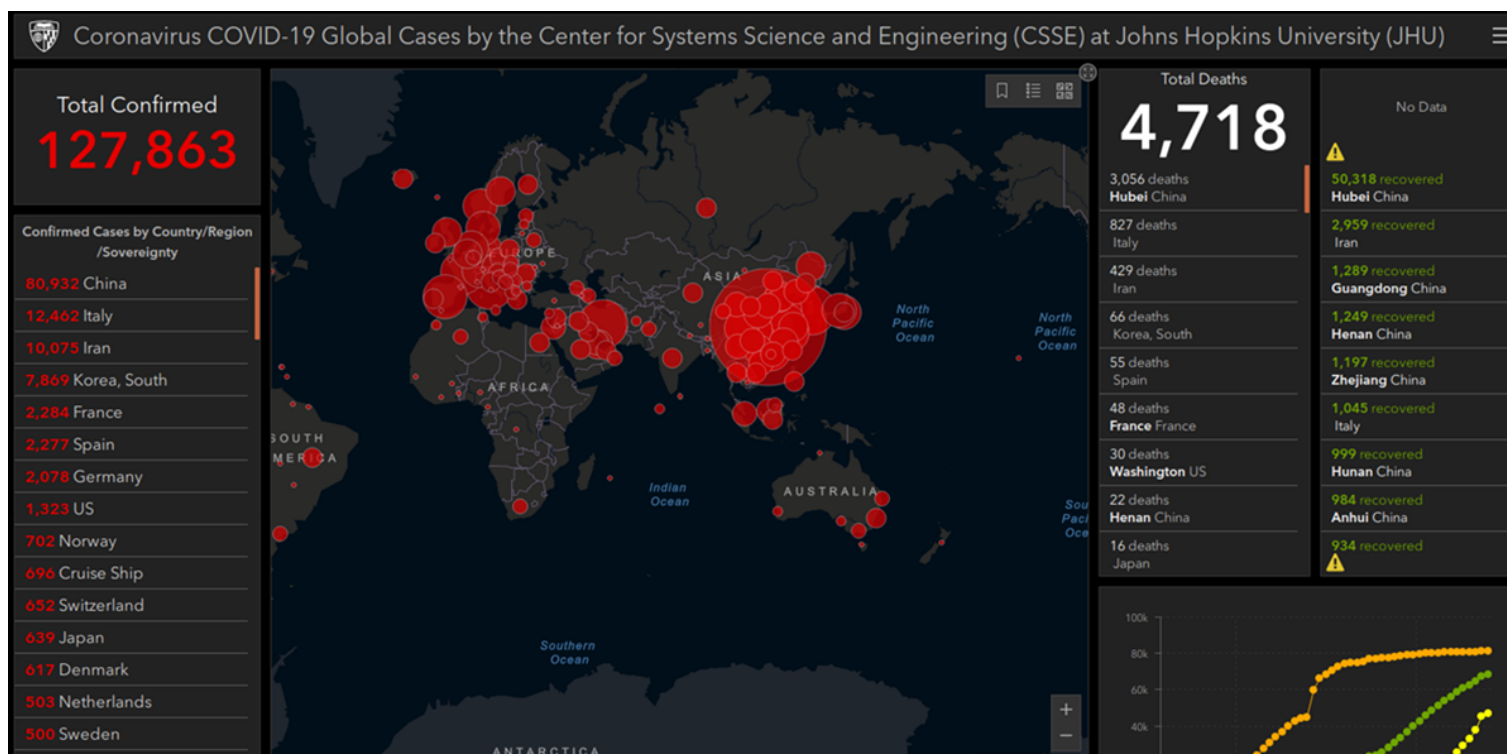 Coronavirus COVID-19 Global Cases by the Center for Systems Science and Engineering (CSSE) at Johns Hopkins University (JHU)
Total Confirmed
127,863
Confirmed Cases by Country/Region
/Sovereignty
80,932 China
12,462 Italy
10,075 Iran
7,869 Korea, South
2,284 France
2,277 Spain
2,078 Germany
1,323 US
702 Norway
696 Cruise Ship
652 Switzerland
639 Japan
617 Denmark
503 Netherlands
500 Sweden
EUROPE
ASIA
AFRICA
SOUTH
MERICA
AUSTRALIA
North
Pacific
Ocean
North
Pacific
Ocean
Indian
Ocean
Sou
Paci
Oce
Southern
Ocean
ANTARCTICA
+
−
Total Deaths
4,718
3,056 deaths
Hubei China
827 deaths
Italy
429 deaths
Iran
66 deaths
Korea, South
55 deaths
Spain
48 deaths
France France
30 deaths
Washington US
22 deaths
Henan China
16 deaths
Japan
No Data
50,318 recovered
Hubei China
2,959 recovered
Iran
1,289 recovered
Guangdong China
1,249 recovered
Henan China
1,197 recovered
Zhejiang China
1,045 recovered
Italy
999 recovered
Hunan China
984 recovered
Anhui China
934 recovered
100k
80k
60k
40k